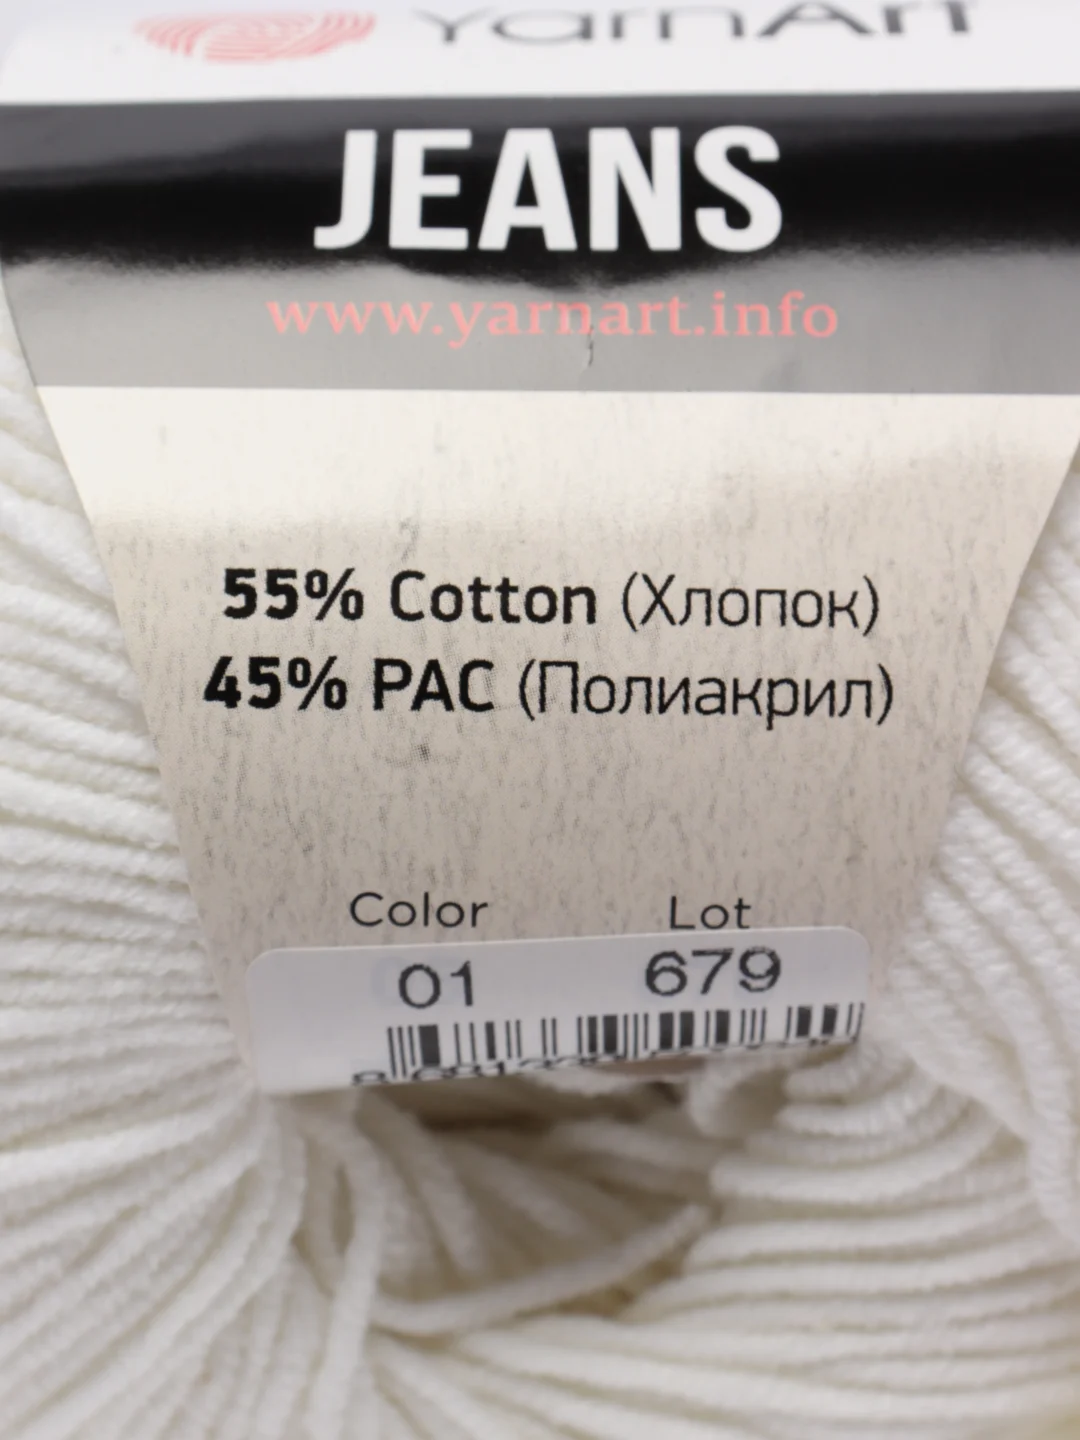 YarnArt
JEANS
www.yarnart.info
55% Cotton (Хлопок)
45% PAC (Полиакрил)
Color Lot
01 679